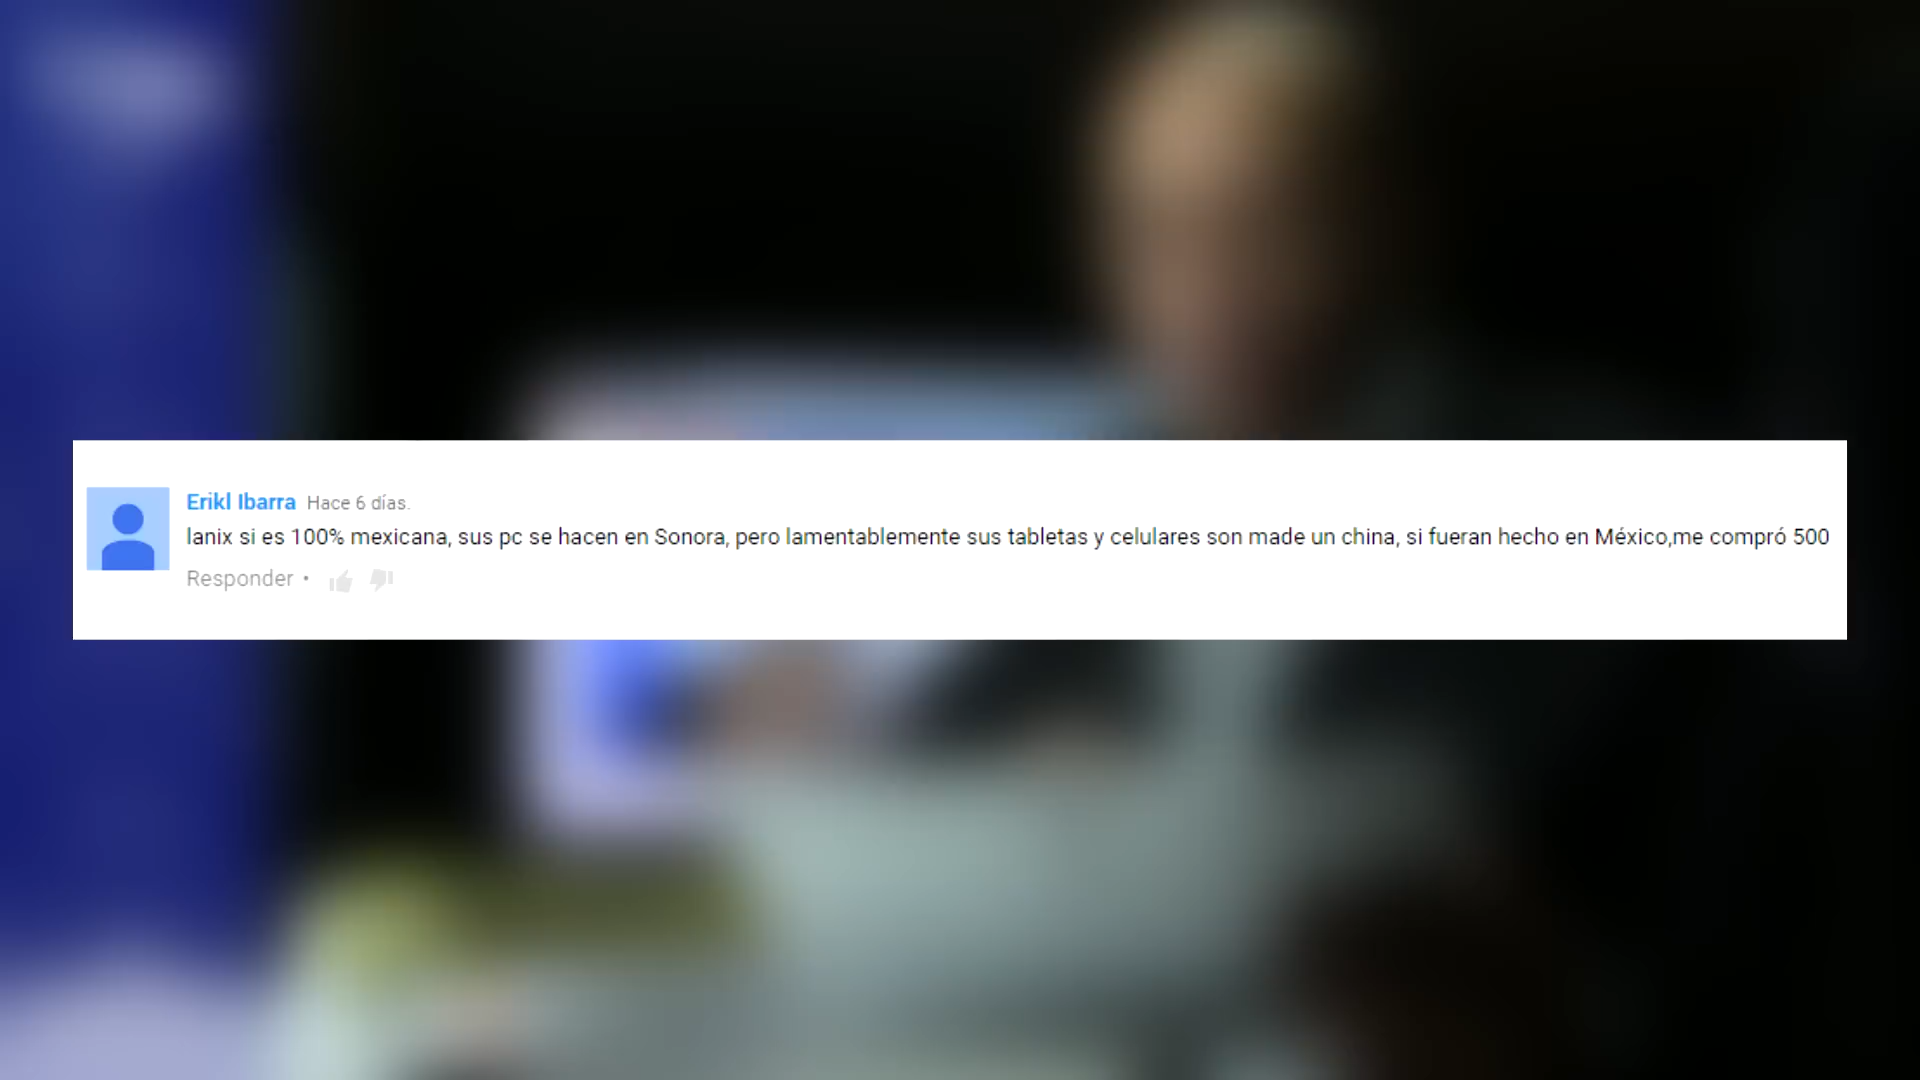 Erikl Ibarra Hace 6 días.
lanix si es 100% mexicana, sus pc se hacen en Sonora, pero lamentablemente sus tabletas y celulares son made un china, si fueran hecho en México,me compró 500
Responder •